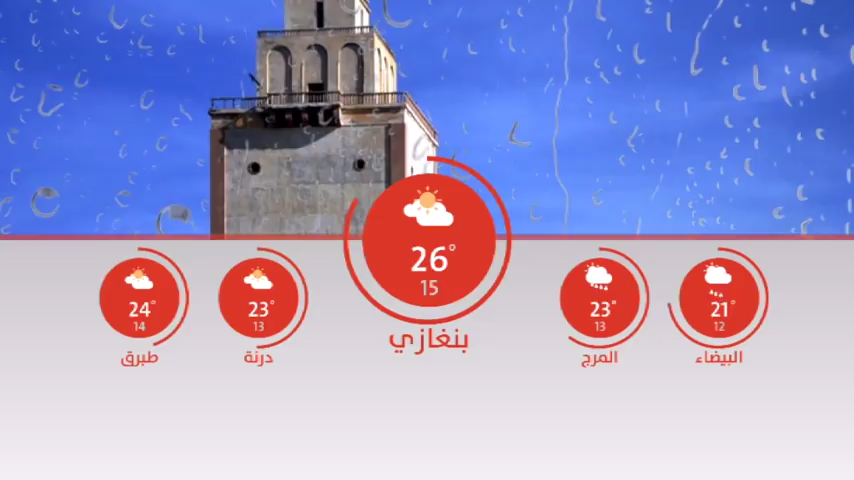 26°
15
بنغازي
21°
12
البيضاء
23°
13
المرج
23°
13
درنة
24°
14
طبرق